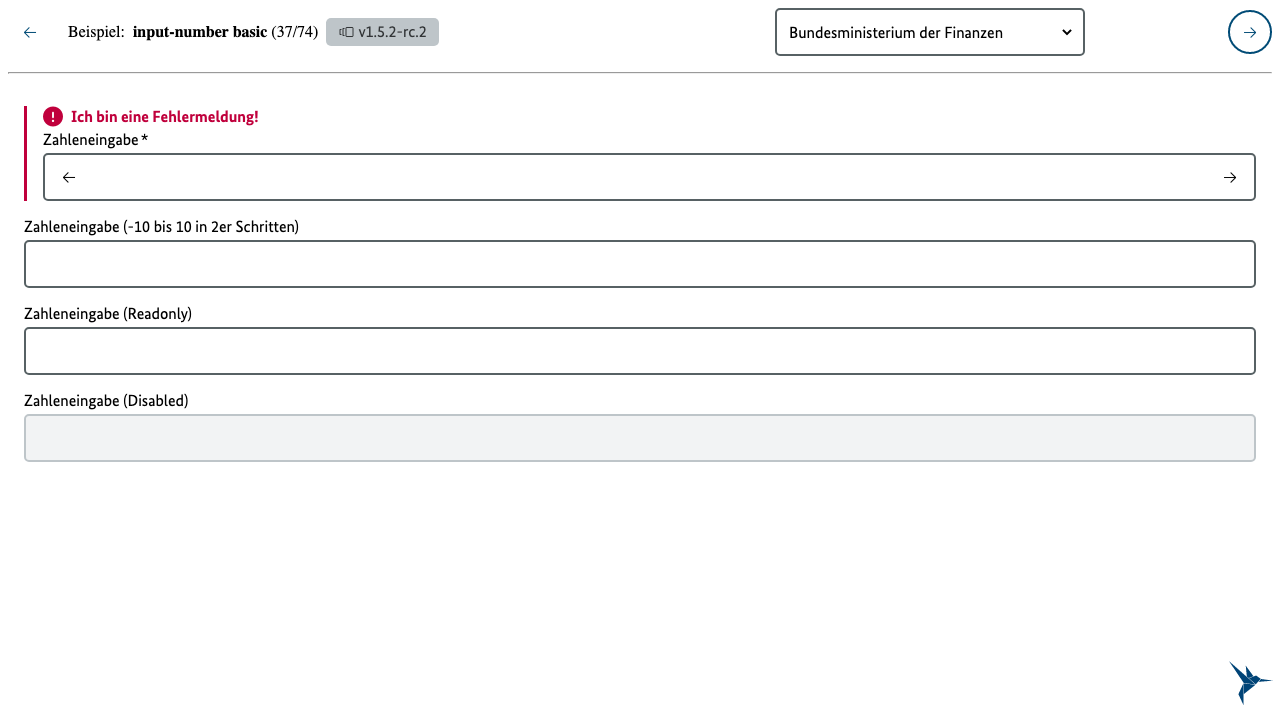 Beispiel: input-number basic (37/74) v1.5.2-rc.2 Bundesministerium der Finanzen
Ich bin eine Fehlermeldung!
Zahleneingabe*
Zahleneingabe (-10 bis 10 in 2er Schritten)
Zahleneingabe (Readonly)
Zahleneingabe (Disabled)